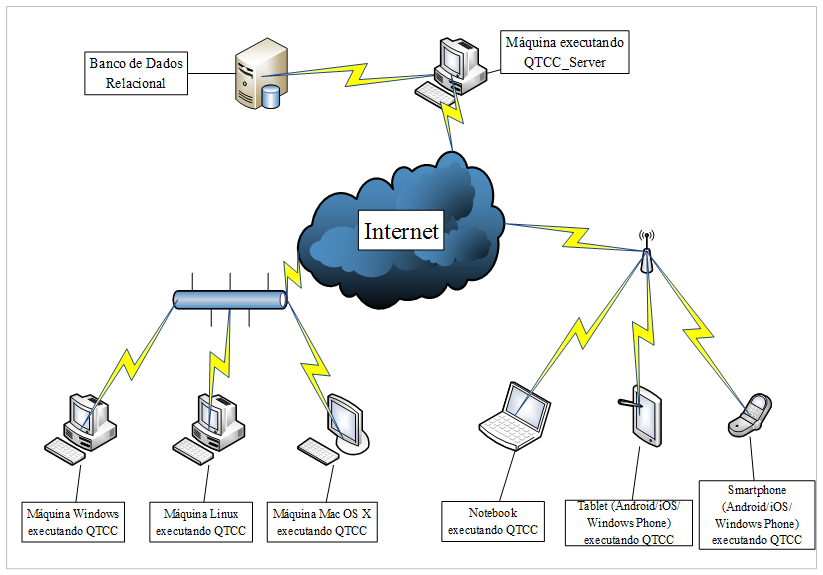 Banco de Dados
Relacional
Máquina executando
QTCC_Server
Internet
Máquina Windows
executando QTCC
Máquina Linux
executando QTCC
Máquina Mac OS X
executando QTCC
Notebook
executando QTCC
Tablet (Android/iOS/
Windows Phone)
executando QTCC
Smartphone
(Android/iOS/
Windows Phone)
executando QTCC